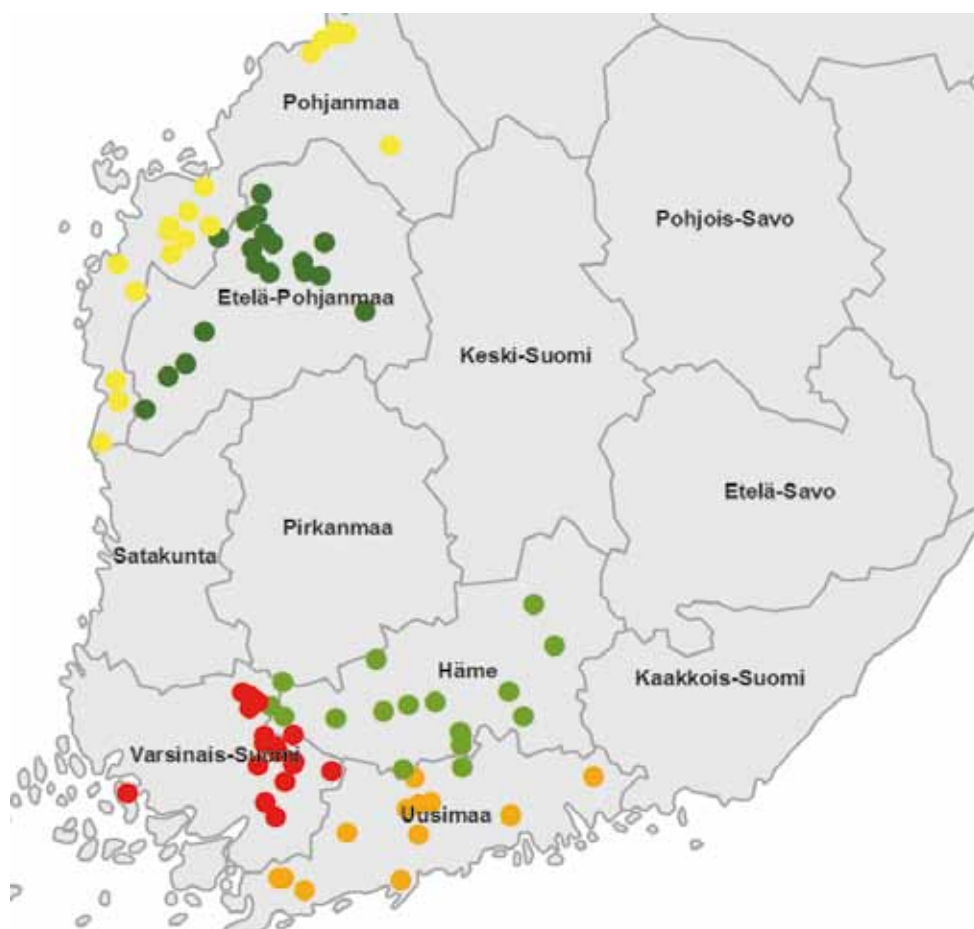 Pohjanmaa
Pohjois-Savo
Etelä-Pohjanmaa
Keski-Suomi
Etelä-Savo
Pirkanmaa
Satakunta
Häme
Kaakkois-Suomi
Varsinais-Suomi
Uusimaa